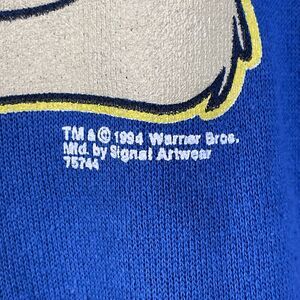 TM & © 1994 Warner Bros.
Mfd. by Signal Artwear
75744